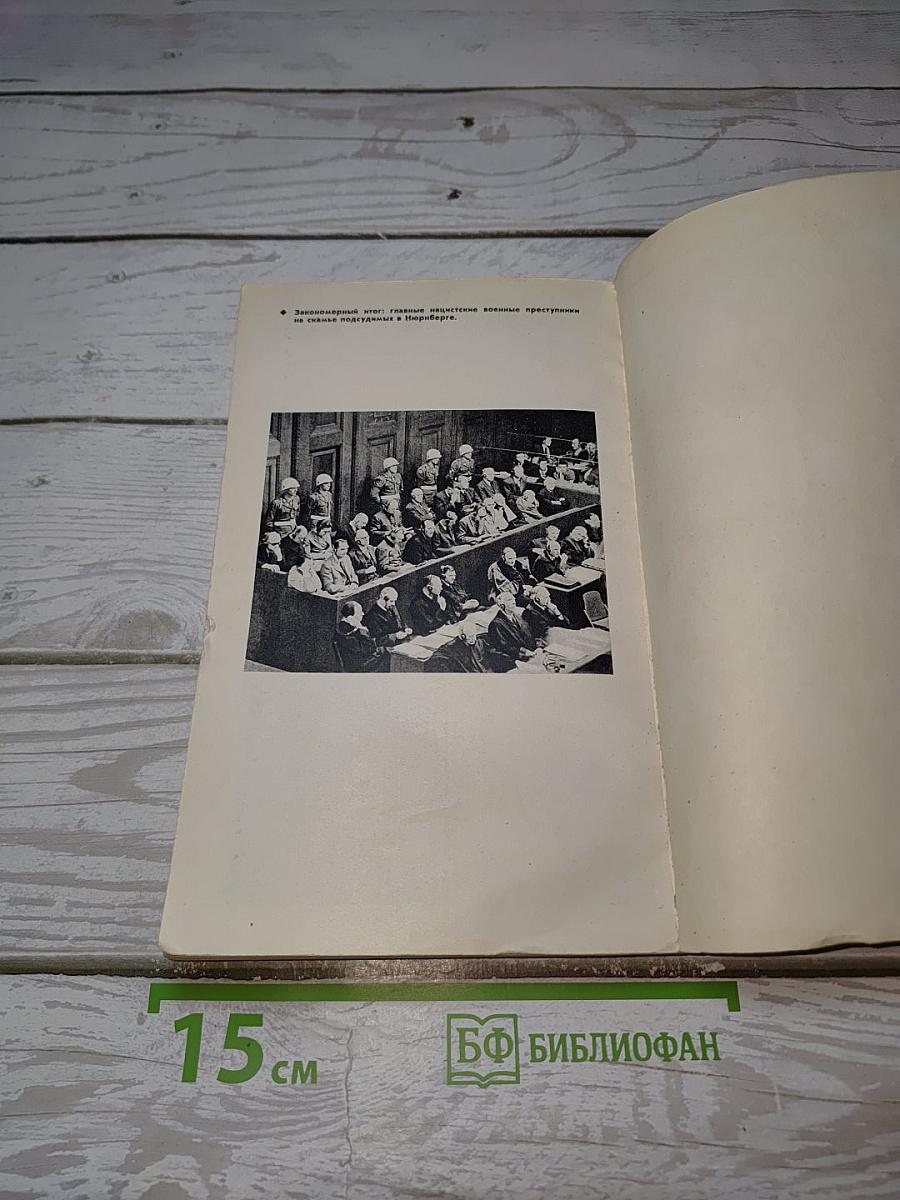 ◆ Закономерный итог: главные нацистские военные преступники
на скамье подсудимых в Нюрнберге.
15 см
БФ БИБЛИОФАН